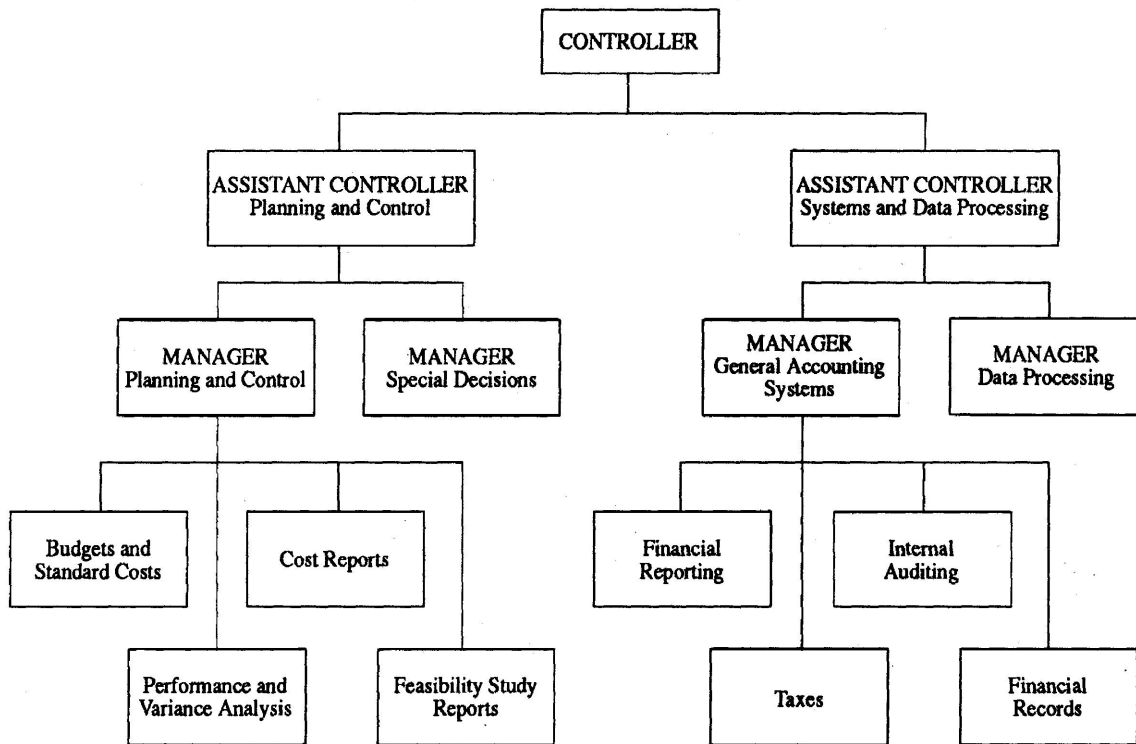 CONTROLLER
ASSISTANT CONTROLLER
Planning and Control
ASSISTANT CONTROLLER
Systems and Data Processing
MANAGER
Planning and Control
MANAGER
Special Decisions
MANAGER
General Accounting
Systems
MANAGER
Data Processing
Budgets and
Standard Costs
Cost Reports
Financial
Reporting
Internal
Auditing
Performance and
Variance Analysis
Feasibility Study
Reports
Taxes
Financial
Records